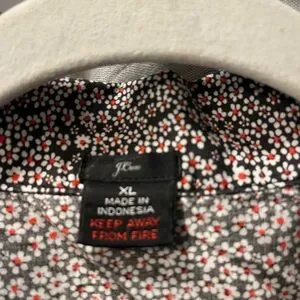 J.Crew
XL
MADE IN
INDONESIA
KEEP AWAY
FROM FIRE